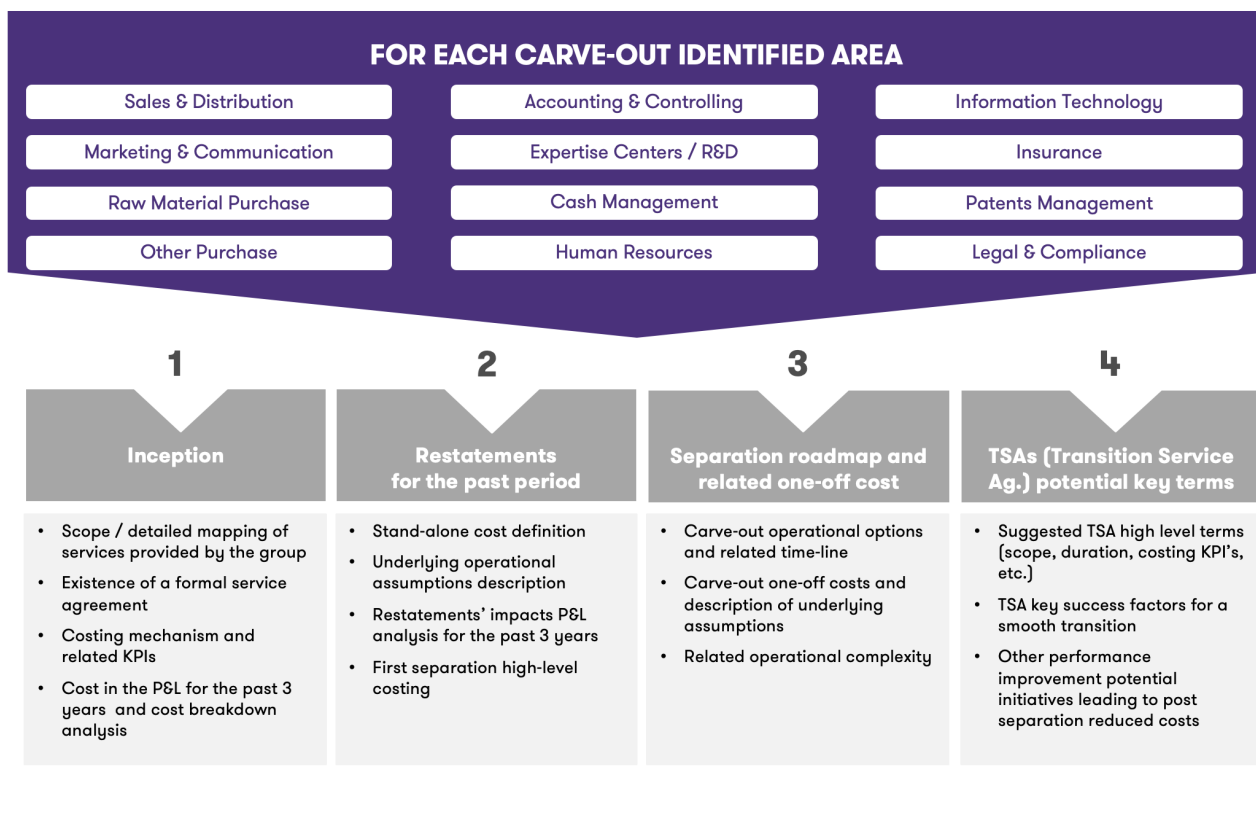 FOR EACH CARVE-OUT IDENTIFIED AREA
Sales & Distribution
Accounting & Controlling
Information Technology
Marketing & Communication
Expertise Centers / R&D
Insurance
Raw Material Purchase
Cash Management
Patents Management
Other Purchase
Human Resources
Legal & Compliance
1
Inception
• Scope / detailed mapping of
services provided by the group
• Existence of a formal service
agreement
• Costing mechanism and
related KPIs
• Cost in the P&L for the past 3
years and cost breakdown
analysis
2
Restatements
for the past period
• Stand-alone cost definition
• Underlying operational
assumptions description
• Restatements’ impacts P&L
analysis for the past 3 years
• First separation high-level
costing
3
Separation roadmap and
related one-off cost
• Carve-out operational options
and related time-line
• Carve-out one-off costs and
description of underlying
assumptions
• Related operational complexity
4
TSAs (Transition Service
Ag.) potential key terms
• Suggested TSA high level terms
(scope, duration, costing KPI’s,
etc.)
• TSA key success factors for a
smooth transition
• Other performance
improvement potential
initiatives leading to post
separation reduced costs